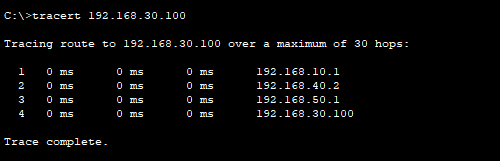 C:\>tracert 192.168.30.100
Tracing route to 192.168.30.100 over a maximum of 30 hops:
1 0 ms 0 ms 0 ms 192.168.10.1
2 0 ms 0 ms 0 ms 192.168.40.2
3 0 ms 0 ms 0 ms 192.168.50.1
4 0 ms 0 ms 0 ms 192.168.30.100
Trace complete.